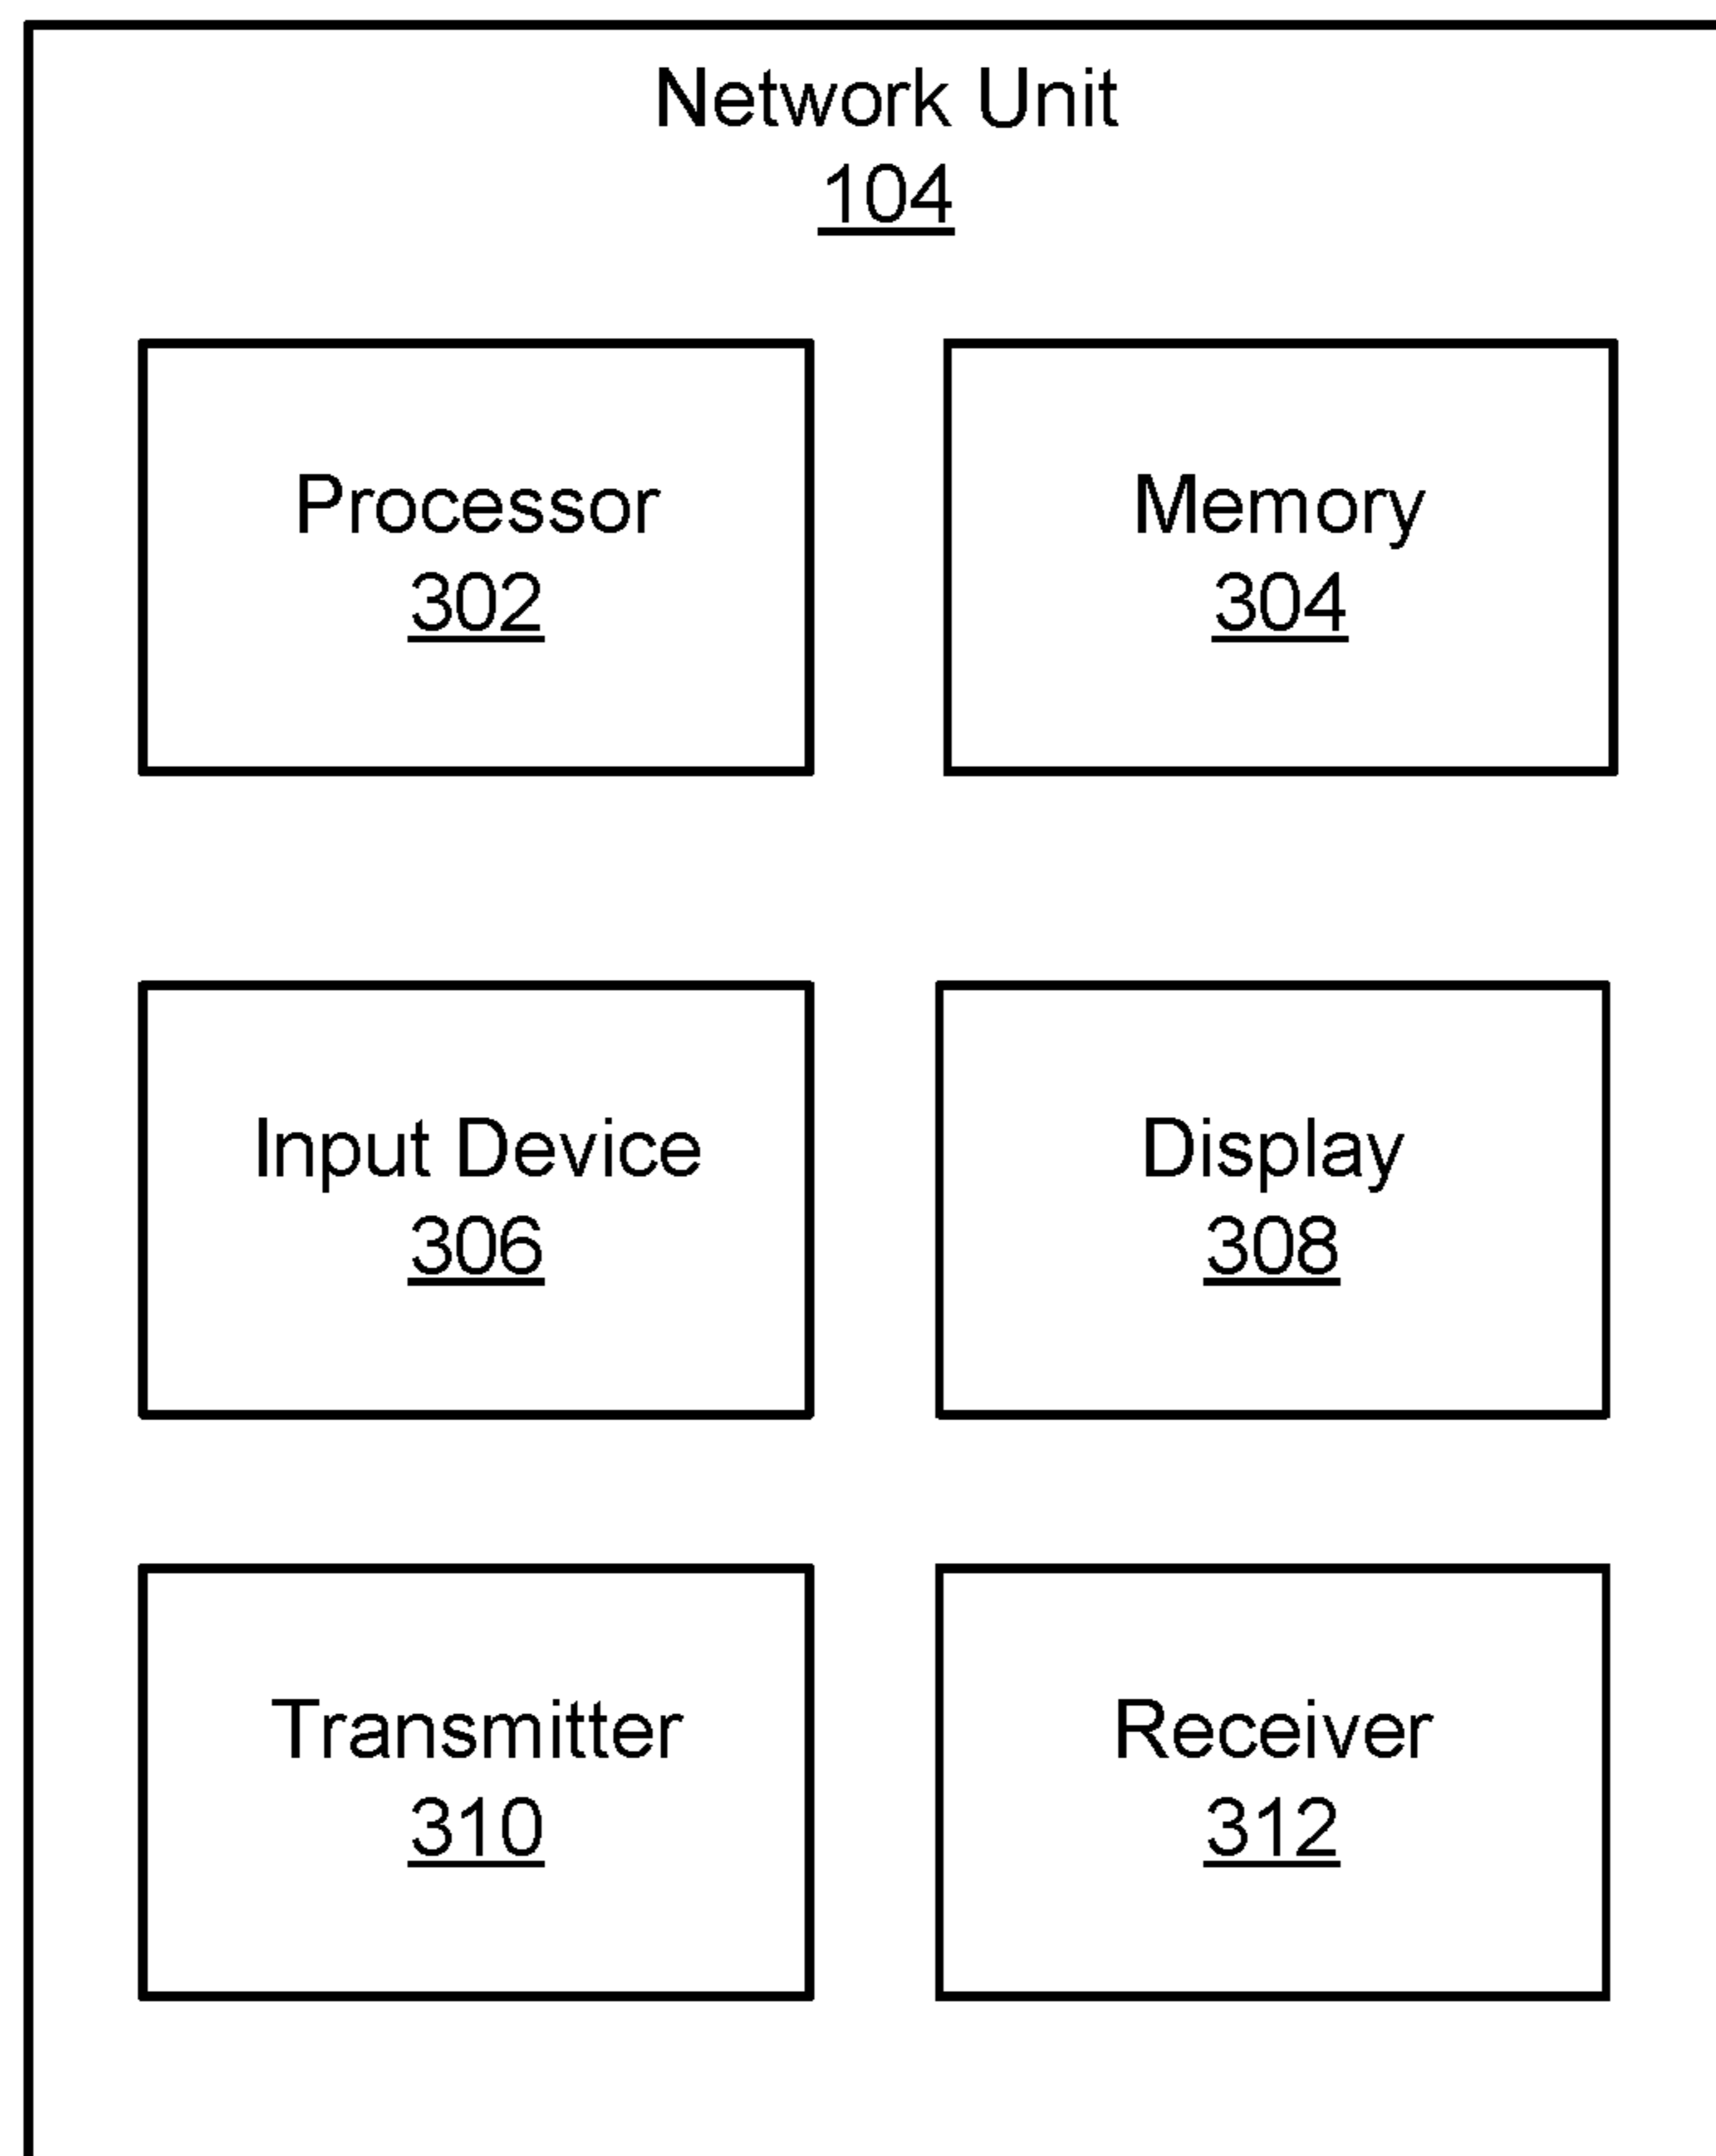 Network Unit
104
Processor
302
Memory
304
Input Device
306
Display
308
Transmitter
310
Receiver
312